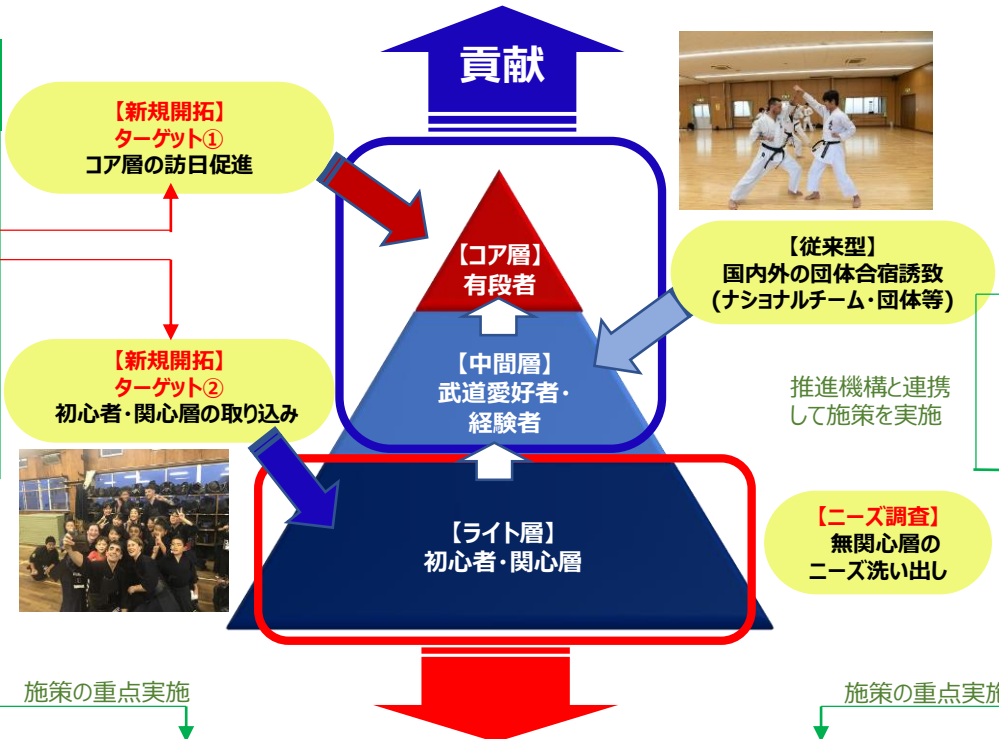 貢献
【新規開拓】
ターゲット①
コア層の訪日促進
【コア層】
有段者
【従来型】
国内外の団体合宿誘致
(ナショナルチーム・団体等)
【新規開拓】
ターゲット②
初心者・関心層の取り込み
【中間層】
武道愛好者・
経験者
推進機構と連携
して施策を実施
【ライト層】
初心者・関心層
【ニーズ調査】
無関心層の
ニーズ洗い出し
施策の重点実施
施策の重点実施